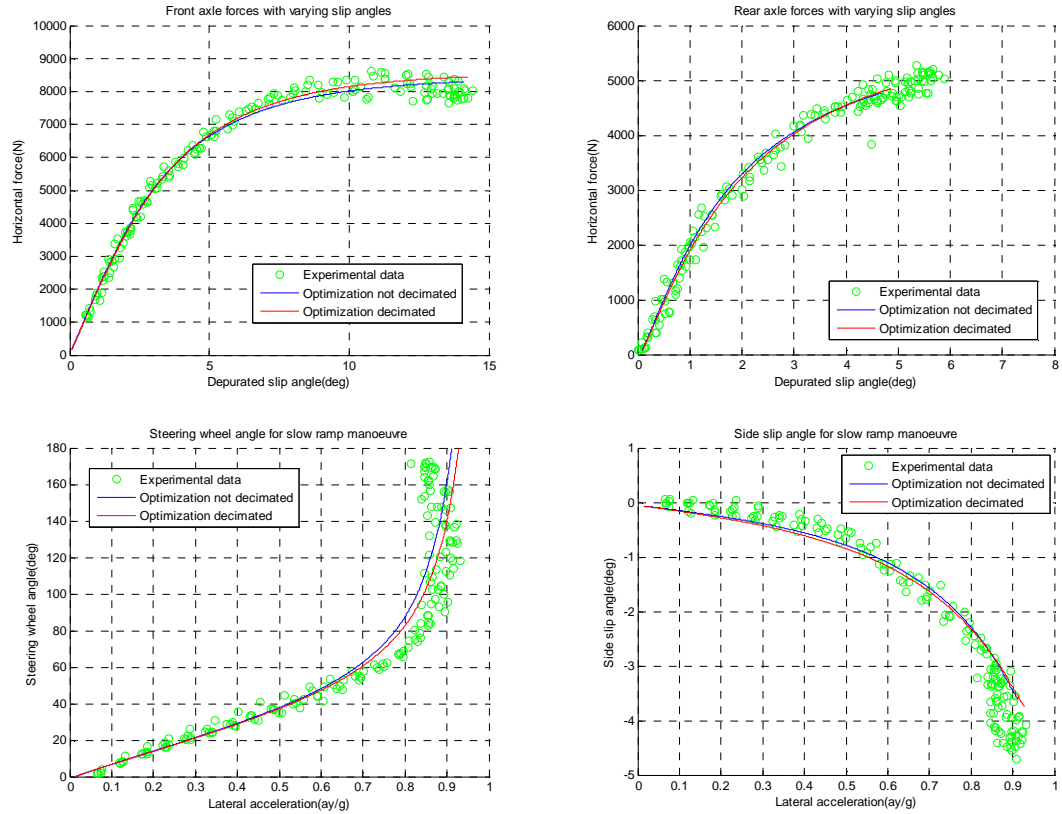 Front axle forces with varying slip angles
10000
9000
8000
7000
6000
5000
4000
3000
2000
1000
0
Horizontal force(N)
Experimental data
Optimization not decimated
Optimization decimated
0 5 10 15
Depurated slip angle(deg)
Rear axle forces with varying slip angles
6000
5000
4000
3000
2000
1000
0
Horizontal force(N)
Experimental data
Optimization not decimated
Optimization decimated
0 1 2 3 4 5 6 7 8
Depurated slip angle(deg)
Steering wheel angle for slow ramp manoeuvre
180
160
140
120
100
80
60
40
20
0
Steering wheel angle(deg)
Experimental data
Optimization not decimated
Optimization decimated
0 0.1 0.2 0.3 0.4 0.5 0.6 0.7 0.8 0.9 1
Lateral acceleration(ay/g)
Side slip angle for slow ramp manoeuvre
1
0
-1
-2
-3
-4
-5
Side slip angle(deg)
Experimental data
Optimization not decimated
Optimization decimated
0 0.1 0.2 0.3 0.4 0.5 0.6 0.7 0.8 0.9 1
Lateral acceleration(ay/g)